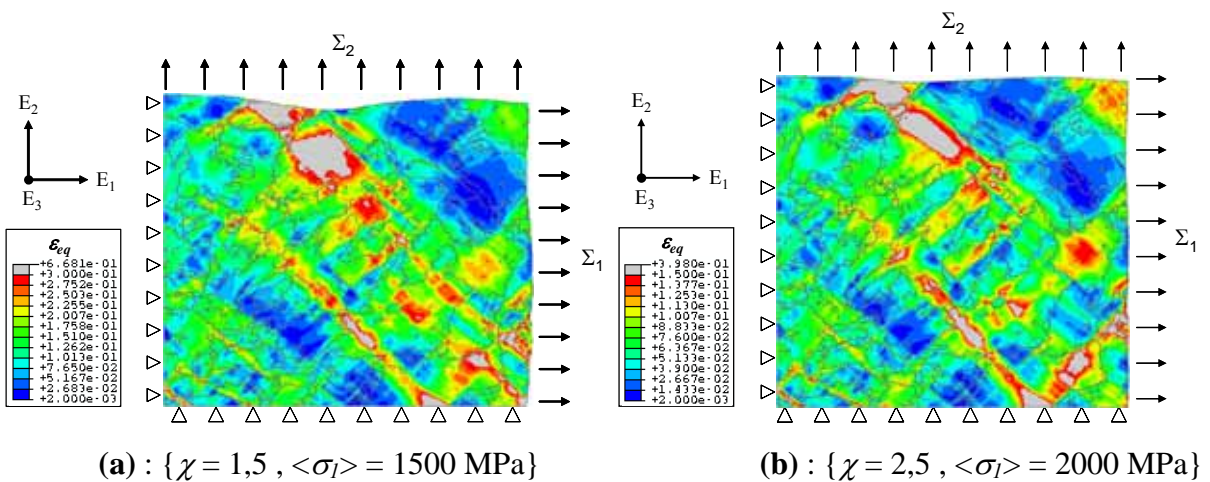 Σ2
E2
E1
E3
εeq
+6.681e-01
+3.000e-01
+2.752e-01
+2.503e-01
+2.255e-01
+2.007e-01
+1.758e-01
+1.510e-01
+1.262e-01
+1.013e-01
+7.650e-02
+5.167e-02
+2.683e-02
+2.000e-03
Σ1
(a) : {χ = 1,5 , <σI> = 1500 MPa}
Σ2
E2
E1
E3
εeq
+3.980e-01
+1.500e-01
+1.377e-01
+1.253e-01
+1.130e-01
+1.007e-01
+8.833e-02
+7.600e-02
+6.367e-02
+5.133e-02
+3.900e-02
+2.667e-02
+1.433e-02
+2.000e-03
Σ1
(b) : {χ = 2,5 , <σI> = 2000 MPa}